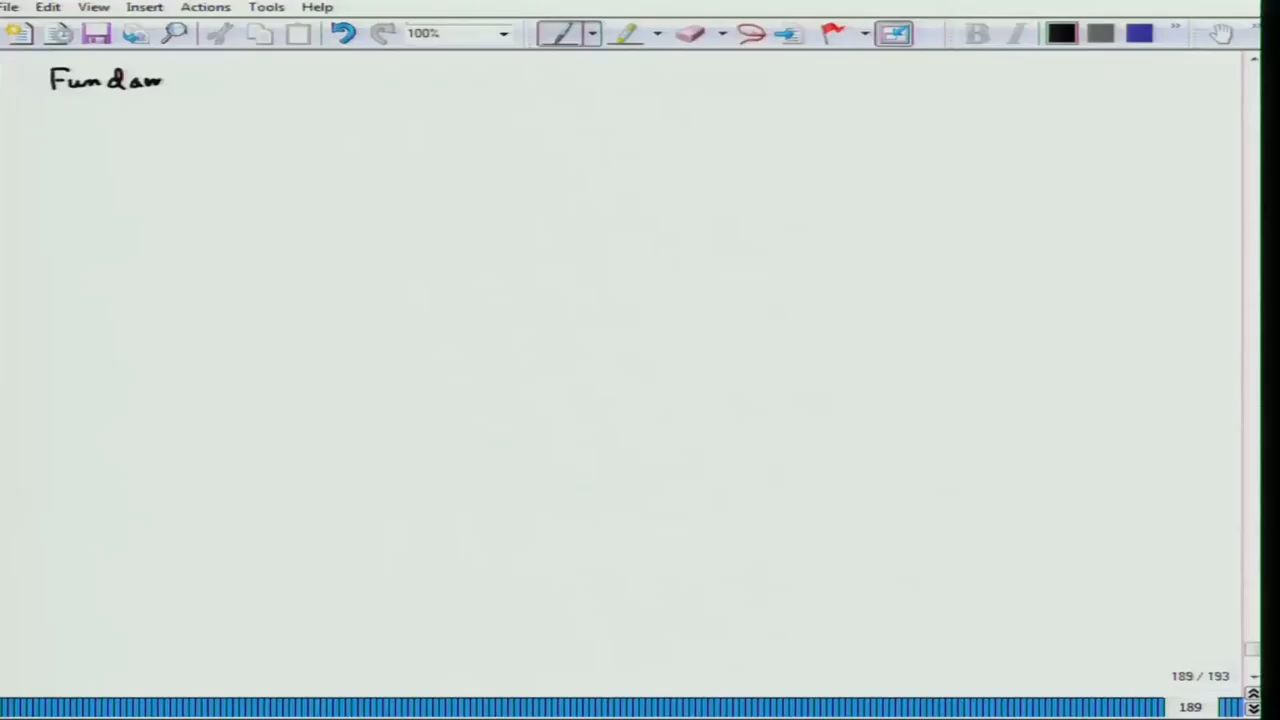 File Edit View Insert Actions Tools Help
100%
B I
Fundam
189 / 193
189